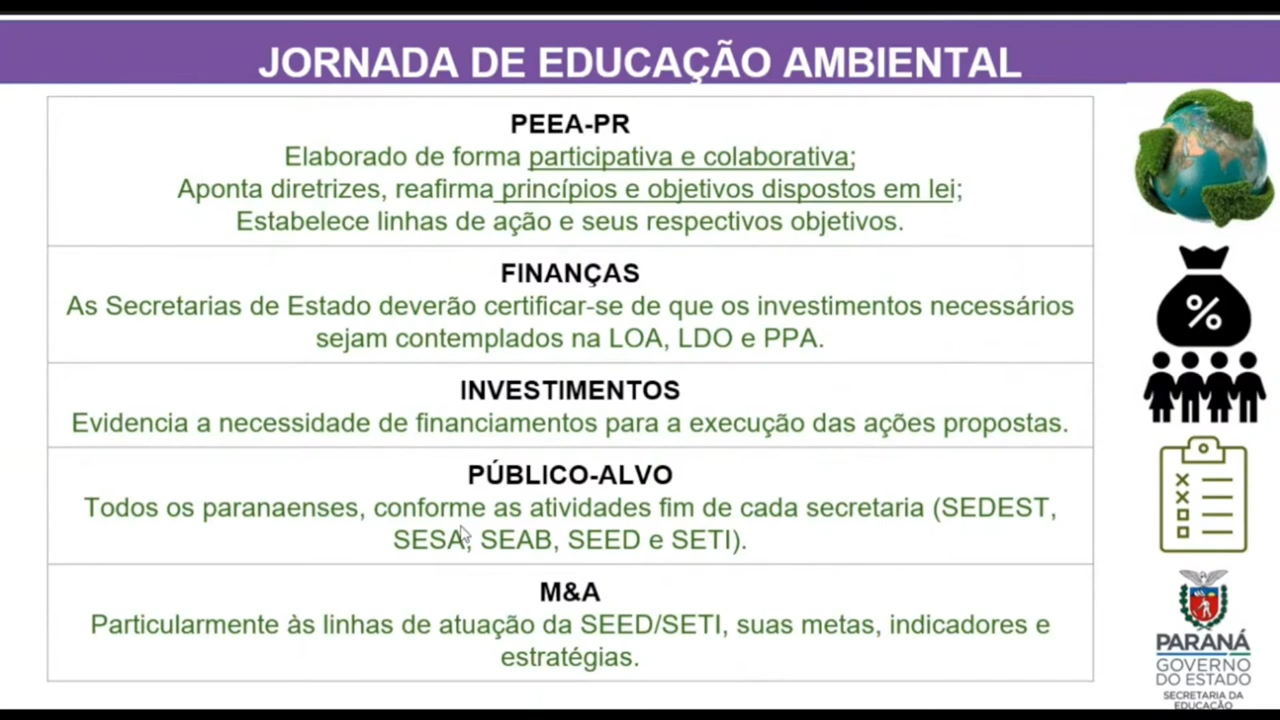 JORNADA DE EDUCAÇÃO AMBIENTAL
PEEA-PR
Elaborado de forma participativa e colaborativa;
Aponta diretrizes, reafirma princípios e objetivos dispostos em lei;
Estabelece linhas de ação e seus respectivos objetivos.
FINANÇAS
As Secretarias de Estado deverão certificar-se de que os investimentos necessários
sejam contemplados na LOA, LDO e PPA.
INVESTIMENTOS
Evidencia a necessidade de financiamentos para a execução das ações propostas.
PÚBLICO-ALVO
Todos os paranaenses, conforme as atividades fim de cada secretaria (SEDEST,
SESA, SEAB, SEED e SETI).
M&A
Particularmente às linhas de atuação da SEED/SETI, suas metas, indicadores e
estratégias.
%
PARANÁ
GOVERNO
DO ESTADO
SECRETARIA DA
EDUCAÇÃO